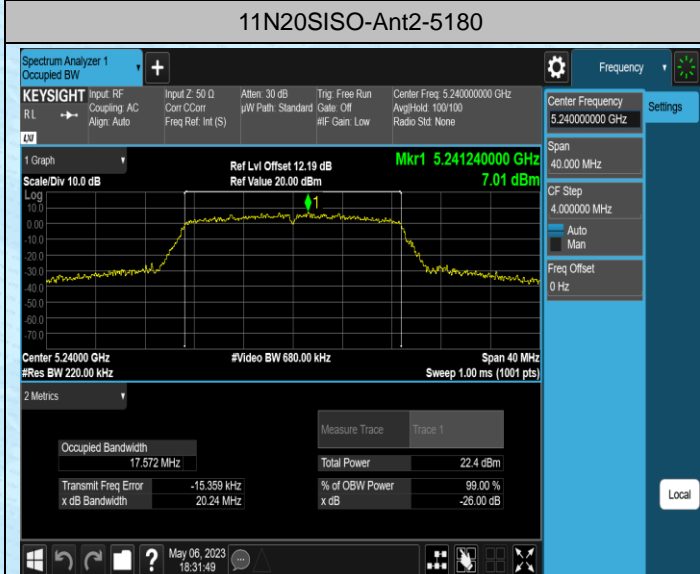 11N20SISO-Ant2-5180
Spectrum Analyzer 1
Occupied BW
+
Frequency
KEYSIGHT
RL
LXI
Input: RF
Coupling: AC
Align: Auto
Input Z: 50 Ω
Corr CCorr
Freq Ref: Int (S)
Atten: 30 dB
µW Path: Standard
Trig: Free Run
Gate: Off
#IF Gain: Low
Center Freq: 5.240000000 GHz
Avg|Hold: 100/100
Radio Std: None
Center Frequency
5.240000000 GHz
Settings
Span
40.000 MHz
CF Step
4.000000 MHz
Auto
Man
Freq Offset
0 Hz
1 Graph
Scale/Div 10.0 dB
Ref Lvl Offset 12.19 dB
Ref Value 20.00 dBm
Mkr1 5.241240000 GHz
7.01 dBm
Log
10.0
0.00
-10.0
-20.0
-30.0
-40.0
-50.0
-60.0
-70.0
1
Center 5.24000 GHz
#Res BW 220.00 kHz
#Video BW 680.00 kHz
Span 40 MHz
Sweep 1.00 ms (1001 pts)
2 Metrics
Measure Trace Trace 1
Occupied Bandwidth
17.572 MHz
Total Power 22.4 dBm
Transmit Freq Error -15.359 kHz
% of OBW Power 99.00 %
x dB Bandwidth 20.24 MHz
x dB -26.00 dB
Local
?
May 06, 2023
18:31:49